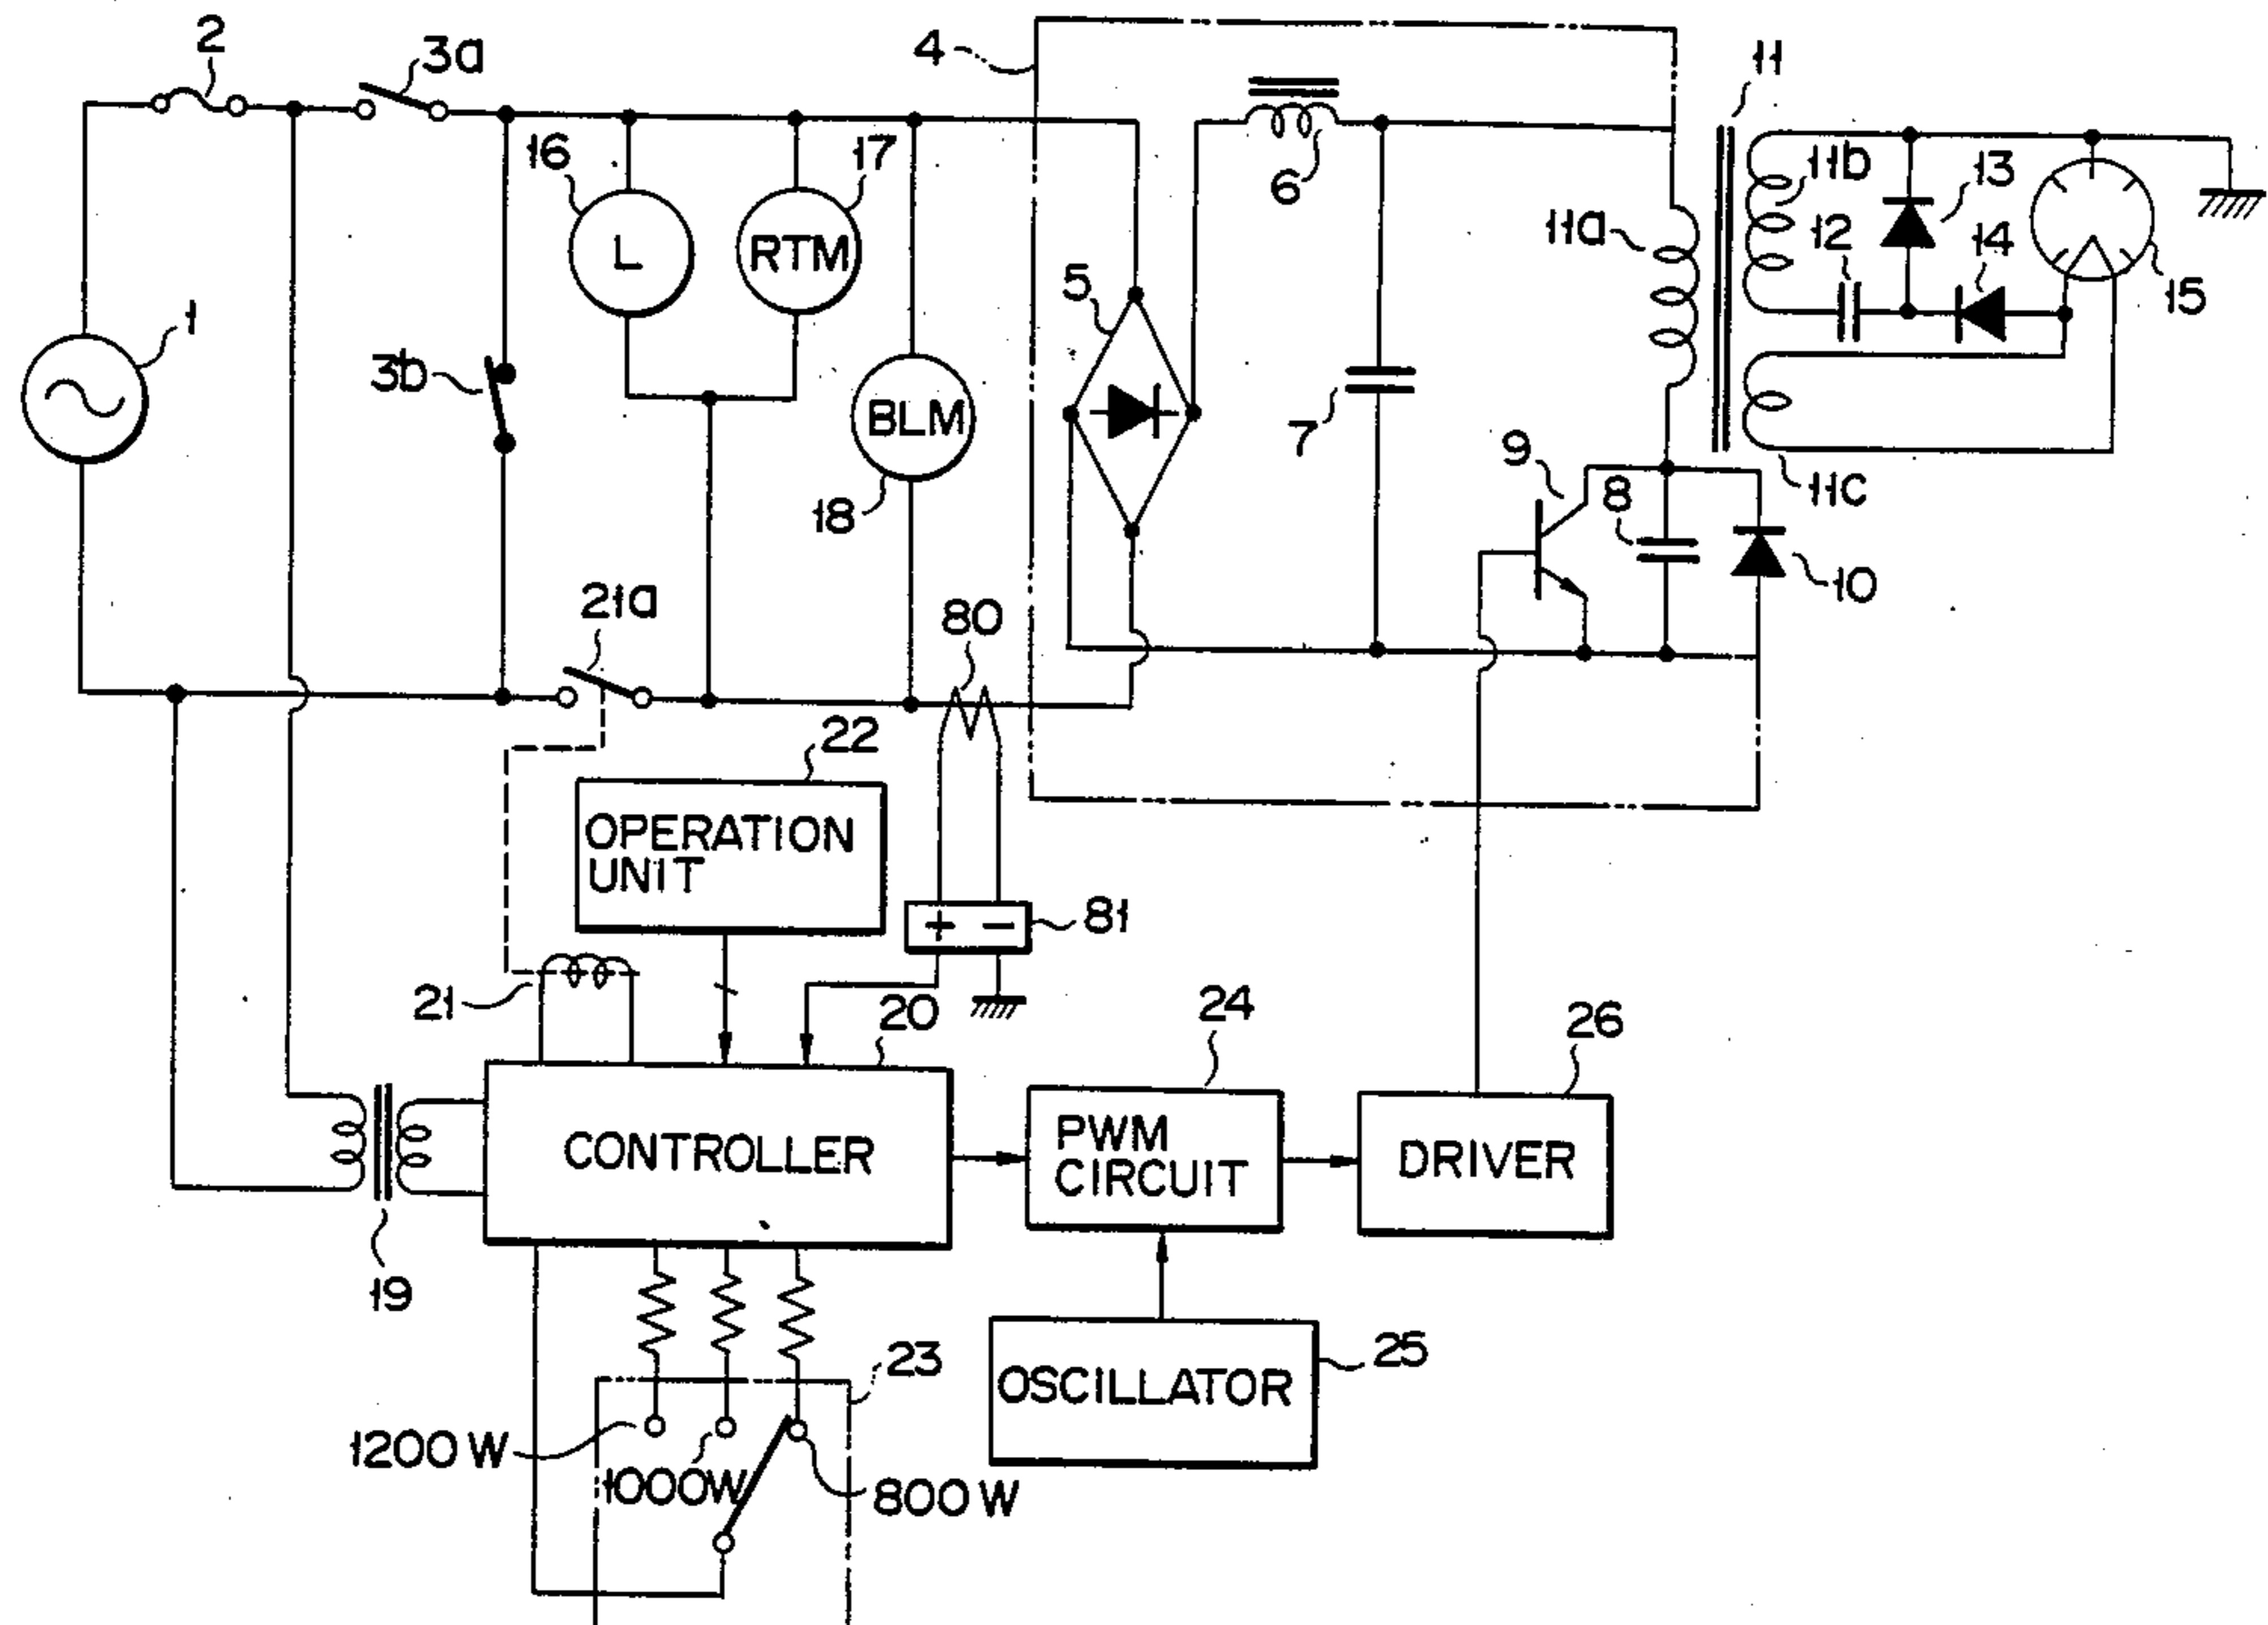 2
3a
4
11
16
17
6
11b
13
L
RTM
11a
12
14
5
15
1
3b
BLM
7
9
8
11c
18
10
21a
80
22
OPERATION
UNIT
81
21
20
24
26
CONTROLLER
PWM
CIRCUIT
DRIVER
19
23
25
OSCILLATOR
1200 W
1000W
800 W
+ −